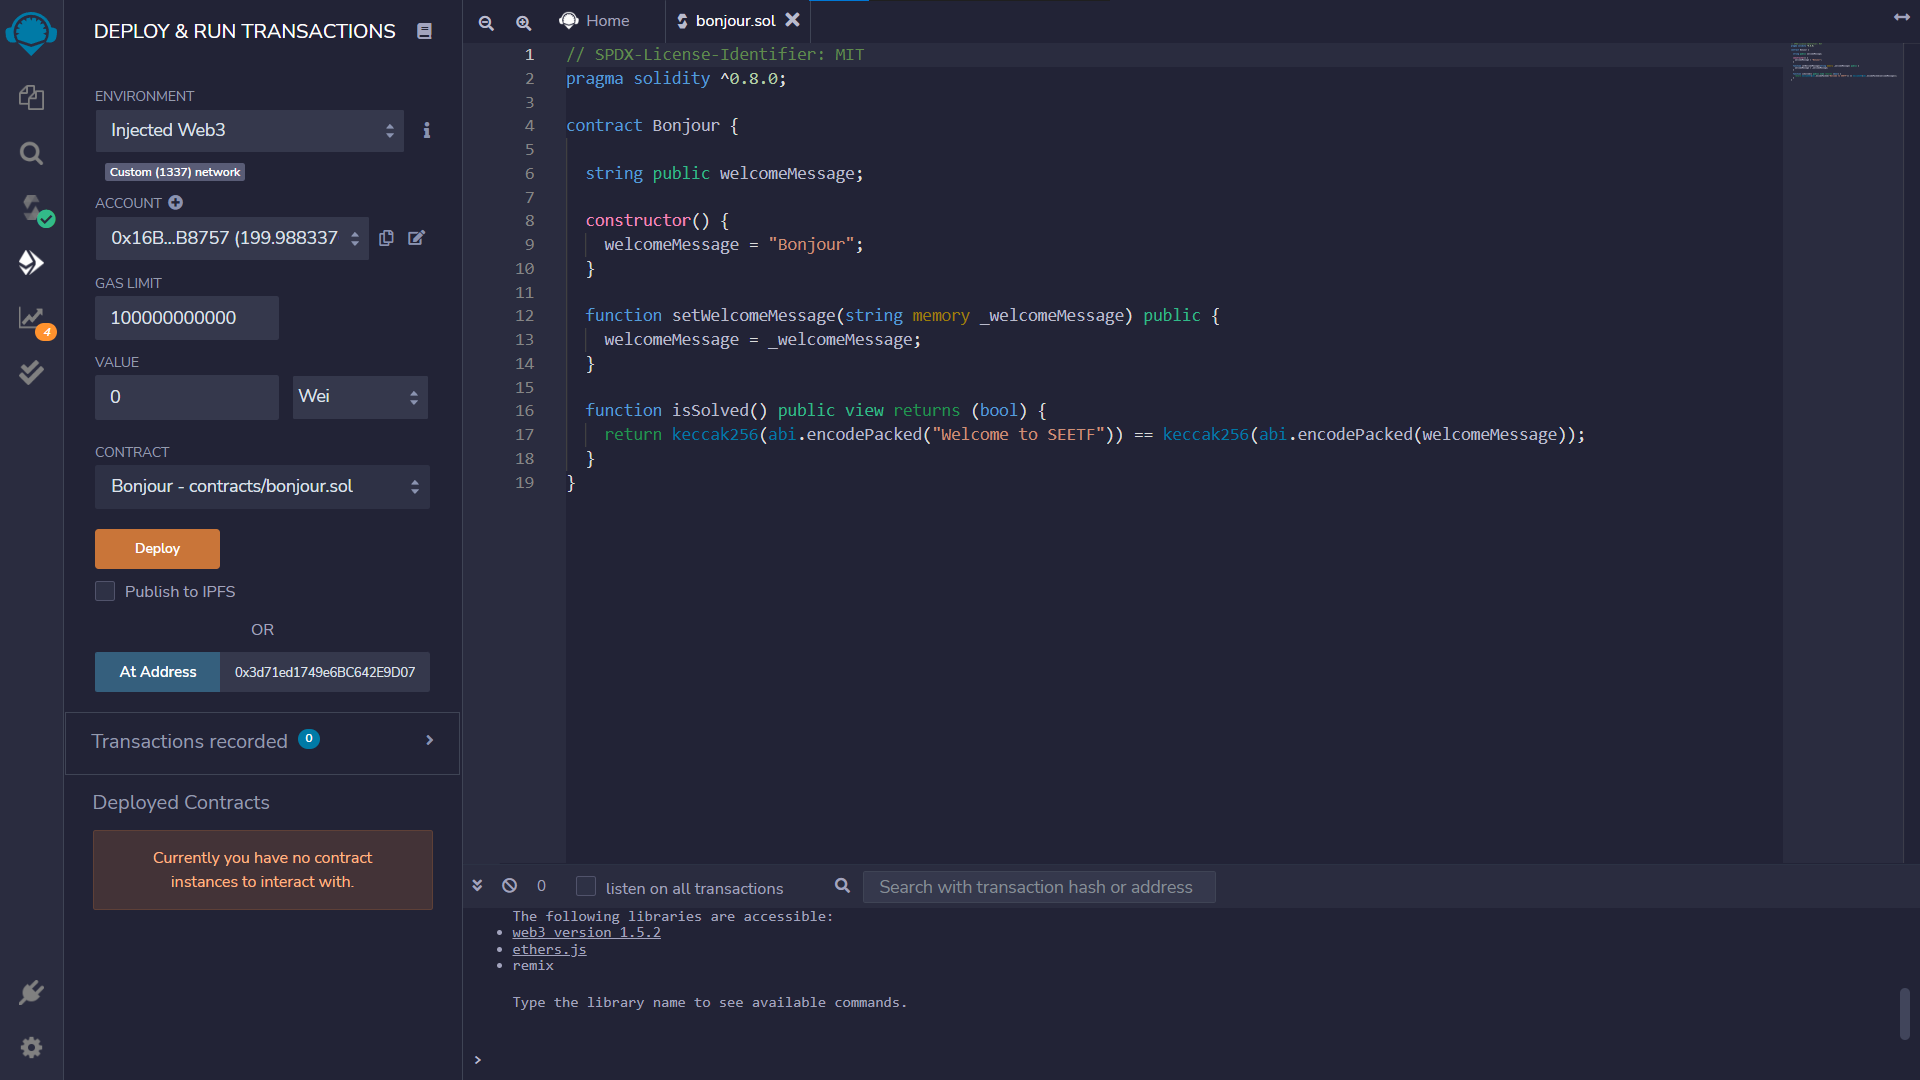 DEPLOY & RUN TRANSACTIONS
ENVIRONMENT
Injected Web3
Custom (1337) network
ACCOUNT
0x16B...B8757 (199.988337
GAS LIMIT
100000000000
VALUE
0
Wei
CONTRACT
Bonjour - contracts/bonjour.sol
Deploy
Publish to IPFS
OR
At Address
0x3d71ed1749e6BC642E9D07
Transactions recorded 0
Deployed Contracts
Currently you have no contract
instances to interact with.
4
Home
bonjour.sol
1 // SPDX-License-Identifier: MIT
2 pragma solidity ^0.8.0;
3
4 contract Bonjour {
5
6 string public welcomeMessage;
7
8 constructor() {
9 welcomeMessage = "Bonjour";
10 }
11
12 function setWelcomeMessage(string memory _welcomeMessage) public {
13 welcomeMessage = _welcomeMessage;
14 }
15
16 function isSolved() public view returns (bool) {
17 return keccak256(abi.encodePacked("Welcome to SEETF")) == keccak256(abi.encodePacked(welcomeMessage));
18 }
19 }
0
listen on all transactions
Search with transaction hash or address
The following libraries are accessible:
• web3 version 1.5.2
• ethers.js
• remix
Type the library name to see available commands.
>